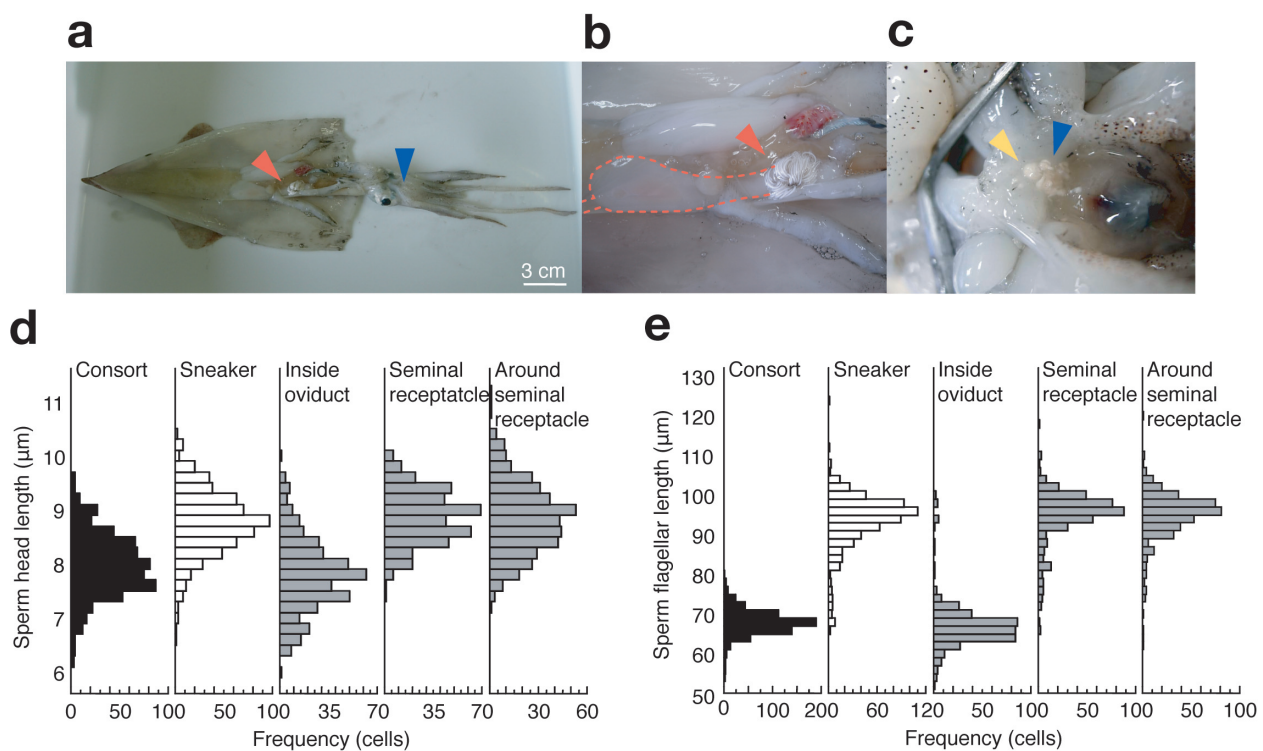 a
b
c
3 cm
d
e
Consort
Sneaker
Inside
oviduct
Seminal
receptatcle
Around
seminal
receptacle
Sperm head length (μm)
11
10
9
8
7
6
0 50 100
50 100
35 70
35 70
30 60
Frequency (cells)
Consort
Sneaker
Inside
oviduct
Seminal
receptacle
Around
seminal
receptacle
Sperm flagellar length (μm)
130
120
110
100
90
80
70
60
50
0 100 200
60 120
50 100
50 100
50 100
Frequency (cells)